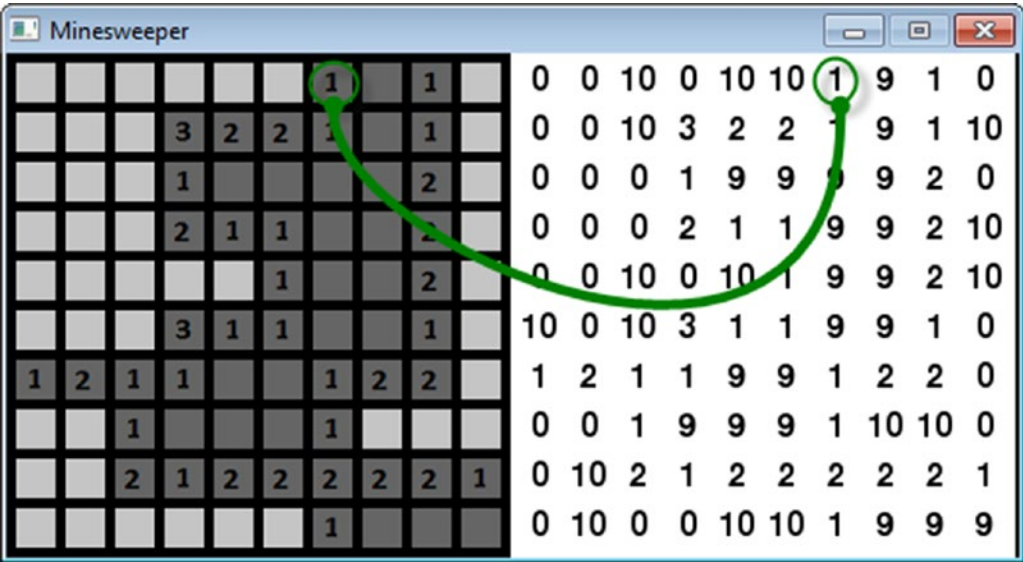 Minesweeper
1 1 0 0 10 0 10 10 1 9 1 0
3 2 2 1 1 0 0 10 3 2 2 1 9 1 10
1 2 0 0 0 1 9 9 9 9 2 0
2 1 1 2 0 0 0 2 1 1 9 9 2 10
1 2 0 0 10 0 10 1 9 9 2 10
3 1 1 1 10 0 10 3 1 1 9 9 1 0
1 2 1 1 1 2 2 1 2 1 1 9 9 1 2 2 0
1 1 0 0 1 9 9 9 1 10 10 0
2 1 2 2 2 2 2 1 0 10 2 1 2 2 2 2 2 1
1 0 10 0 0 10 10 1 9 9 9